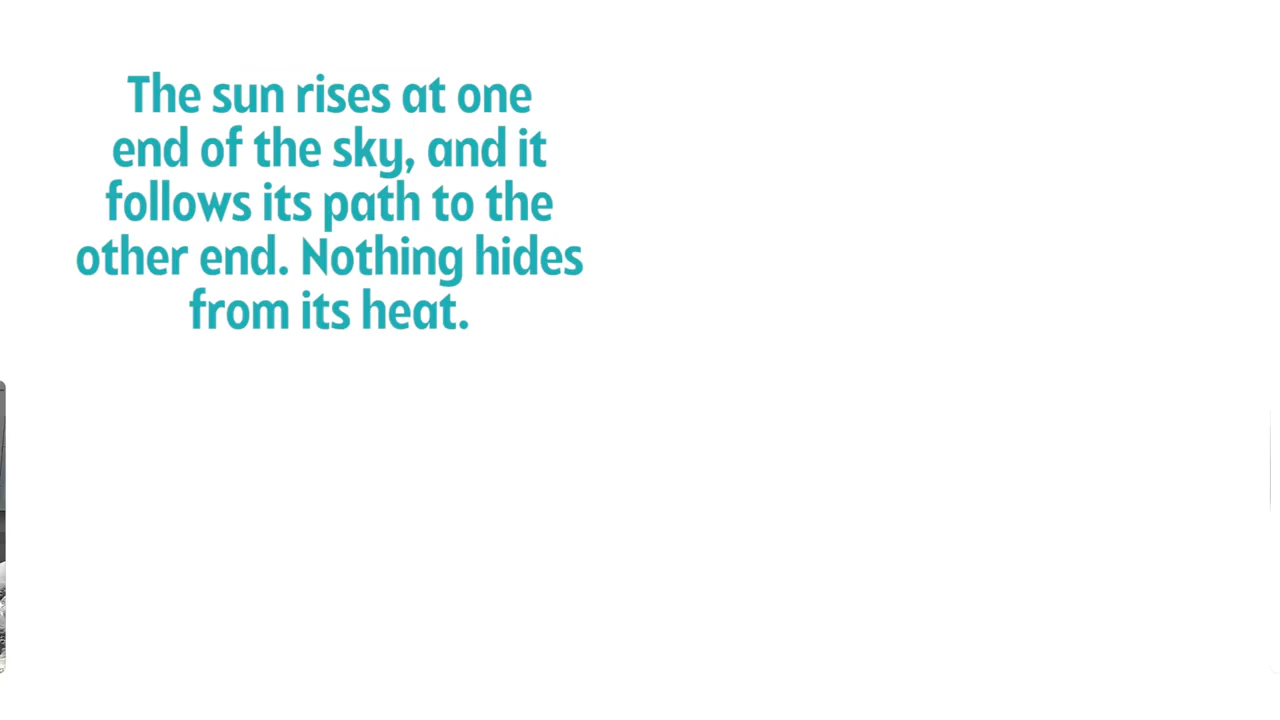 The sun rises at one
end of the sky, and it
follows its path to the
other end. Nothing hides
from its heat.